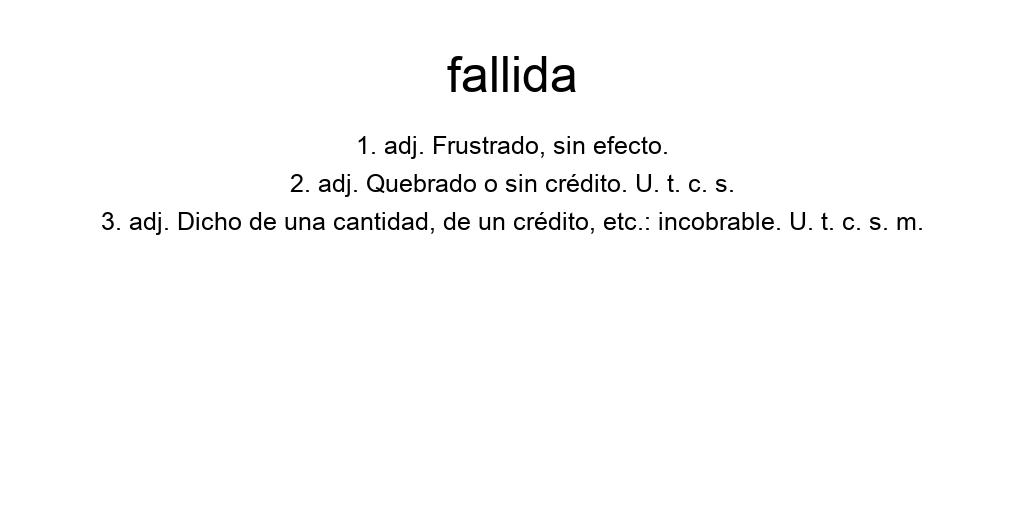 fallida
1. adj. Frustrado, sin efecto.
2. adj. Quebrado o sin crédito. U. t. c. s.
3. adj. Dicho de una cantidad, de un crédito, etc.: incobrable. U. t. c. s. m.